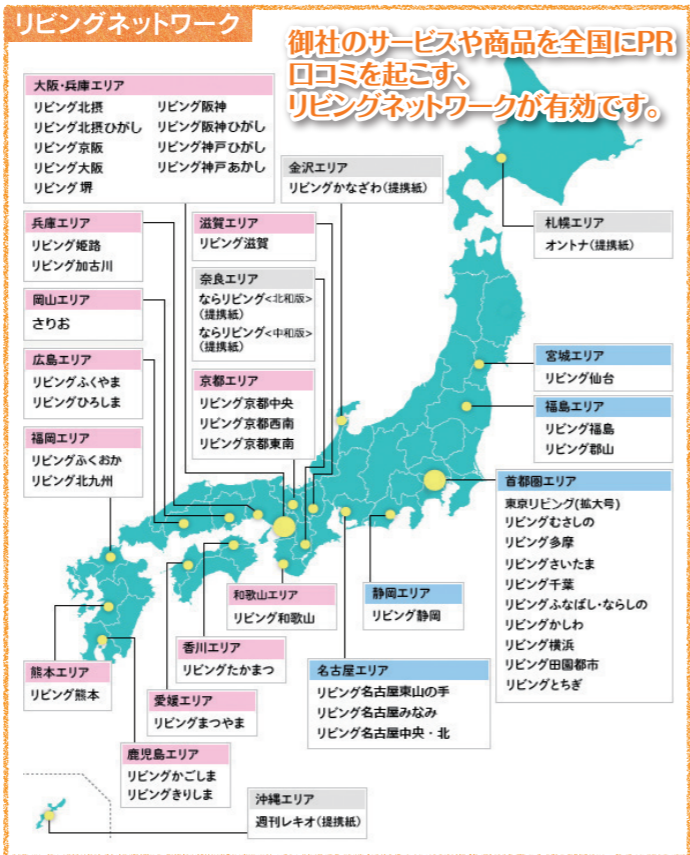 リビングネットワーク
御社のサービスや商品を全国にPR
口コミを起こす、
リビングネットワークが有効です。
大阪・兵庫エリア
リビング北摂
リビング北摂ひがし
リビング京阪
リビング大阪
リビング堺
リビング阪神
リビング阪神ひがし
リビング神戸ひがし
リビング神戸あかし
金沢エリア
リビングかなざわ(提携紙)
札幌エリア
オントナ(提携紙)
兵庫エリア
リビング姫路
リビング加古川
滋賀エリア
リビング滋賀
奈良エリア
ならリビング<北和版>
(提携紙)
ならリビング<中和版>
(提携紙)
岡山エリア
さりお
広島エリア
リビングふくやま
リビングひろしま
京都エリア
リビング京都中央
リビング京都西南
リビング京都東南
福岡エリア
リビングふくおか
リビング北九州
宮城エリア
リビング仙台
福島エリア
リビング福島
リビング郡山
首都圏エリア
東京リビング(拡大号)
リビングむさしの
リビング多摩
リビングさいたま
リビング千葉
リビングふなばし・ならしの
リビングかしわ
リビング横浜
リビング田園都市
リビングとちぎ
和歌山エリア
リビング和歌山
静岡エリア
リビング静岡
香川エリア
リビングたかまつ
名古屋エリア
リビング名古屋東山の手
リビング名古屋みなみ
リビング名古屋中央・北
熊本エリア
リビング熊本
愛媛エリア
リビングまつやま
鹿児島エリア
リビングかごしま
リビングきりしま
沖縄エリア
週刊レキオ(提携紙)